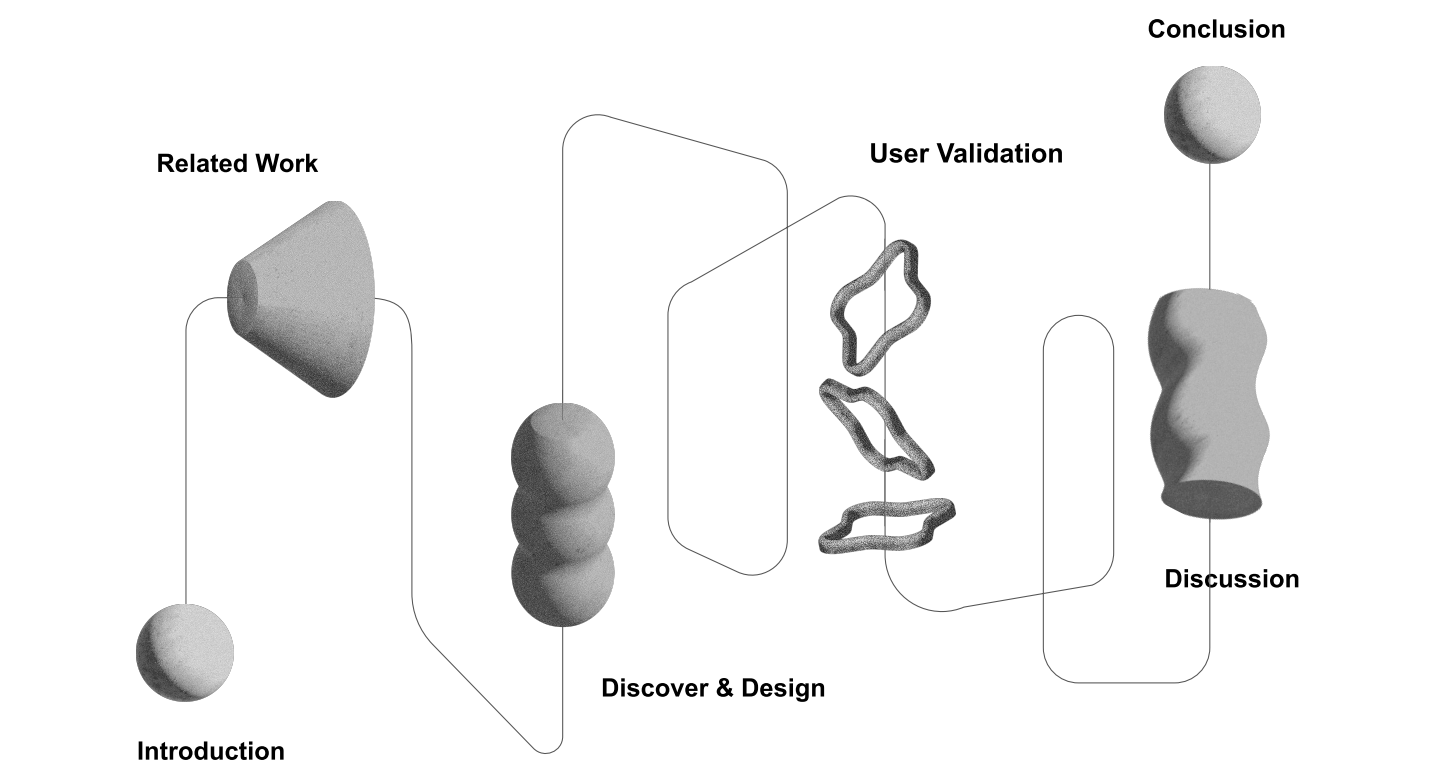 Conclusion
Related Work
User Validation
Discussion
Discover & Design
Introduction